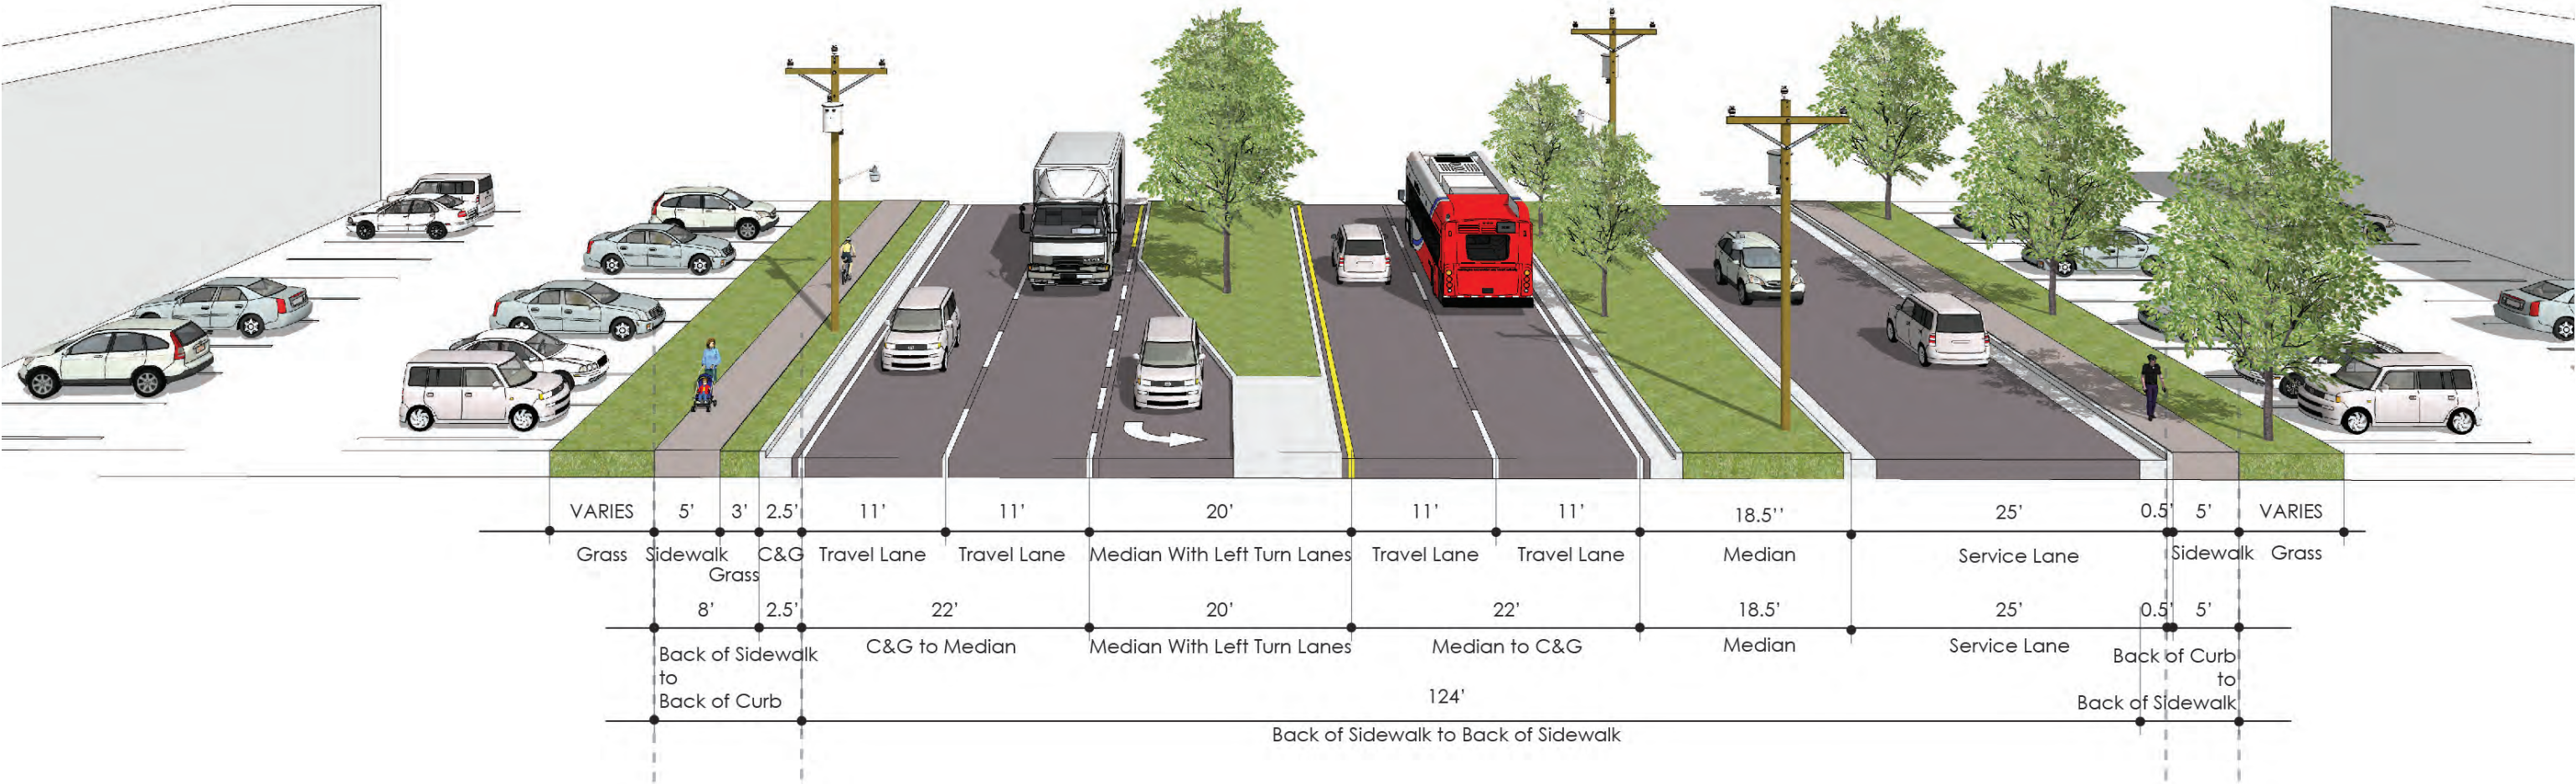 VARIES 5' 3' 2.5' 11' 11' 20' 11' 11' 18.5'' 25' 0.5' 5' VARIES
Grass Sidewalk C&G Travel Lane Travel Lane Median With Left Turn Lanes Travel Lane Travel Lane Median Service Lane Sidewalk Grass
Grass
8' 2.5' 22' 20' 22' 18.5' 25' 0.5' 5'
C&G to Median Median With Left Turn Lanes Median to C&G Median Service Lane
Back of Sidewalk
to
Back of Curb
Back of Curb
to
Back of Sidewalk
124'
Back of Sidewalk to Back of Sidewalk